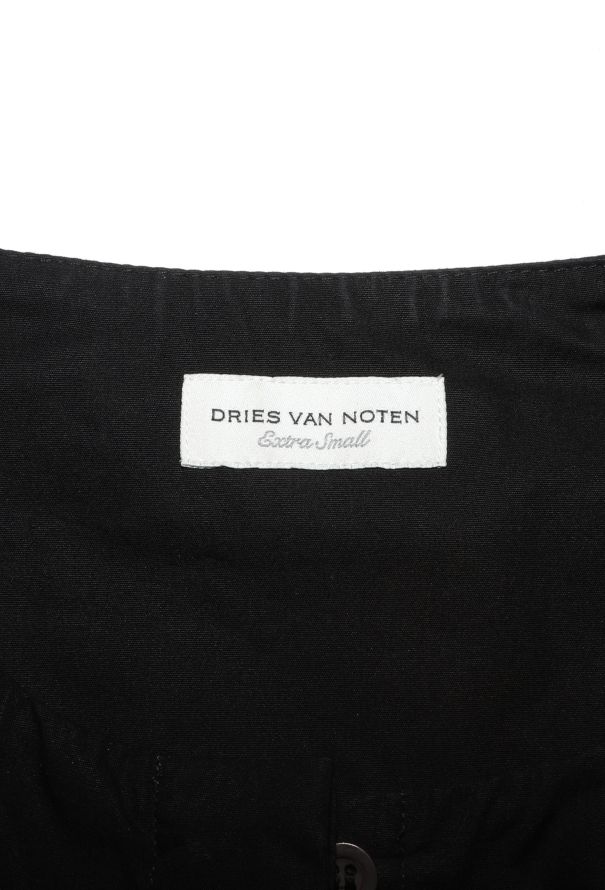 DRIES VAN NOTEN
Extra Small